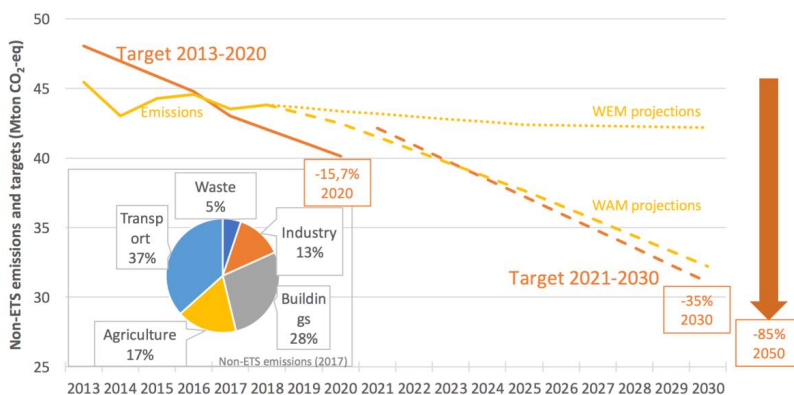 Non-ETS emissions and targets (Mton CO₂-eq)
50
45
40
35
30
25
Target 2013-2020
Emissions
WEM projections
-15,7%
2020
WAM projections
Target 2021-2030
-35%
2030
-85%
2050
Waste
5%
Transp
ort
37%
Industry
13%
Buildin
gs
28%
Agriculture
17%
Non-ETS emissions (2017)
2013 2014 2015 2016 2017 2018 2019 2020 2021 2022 2023 2024 2025 2026 2027 2028 2029 2030